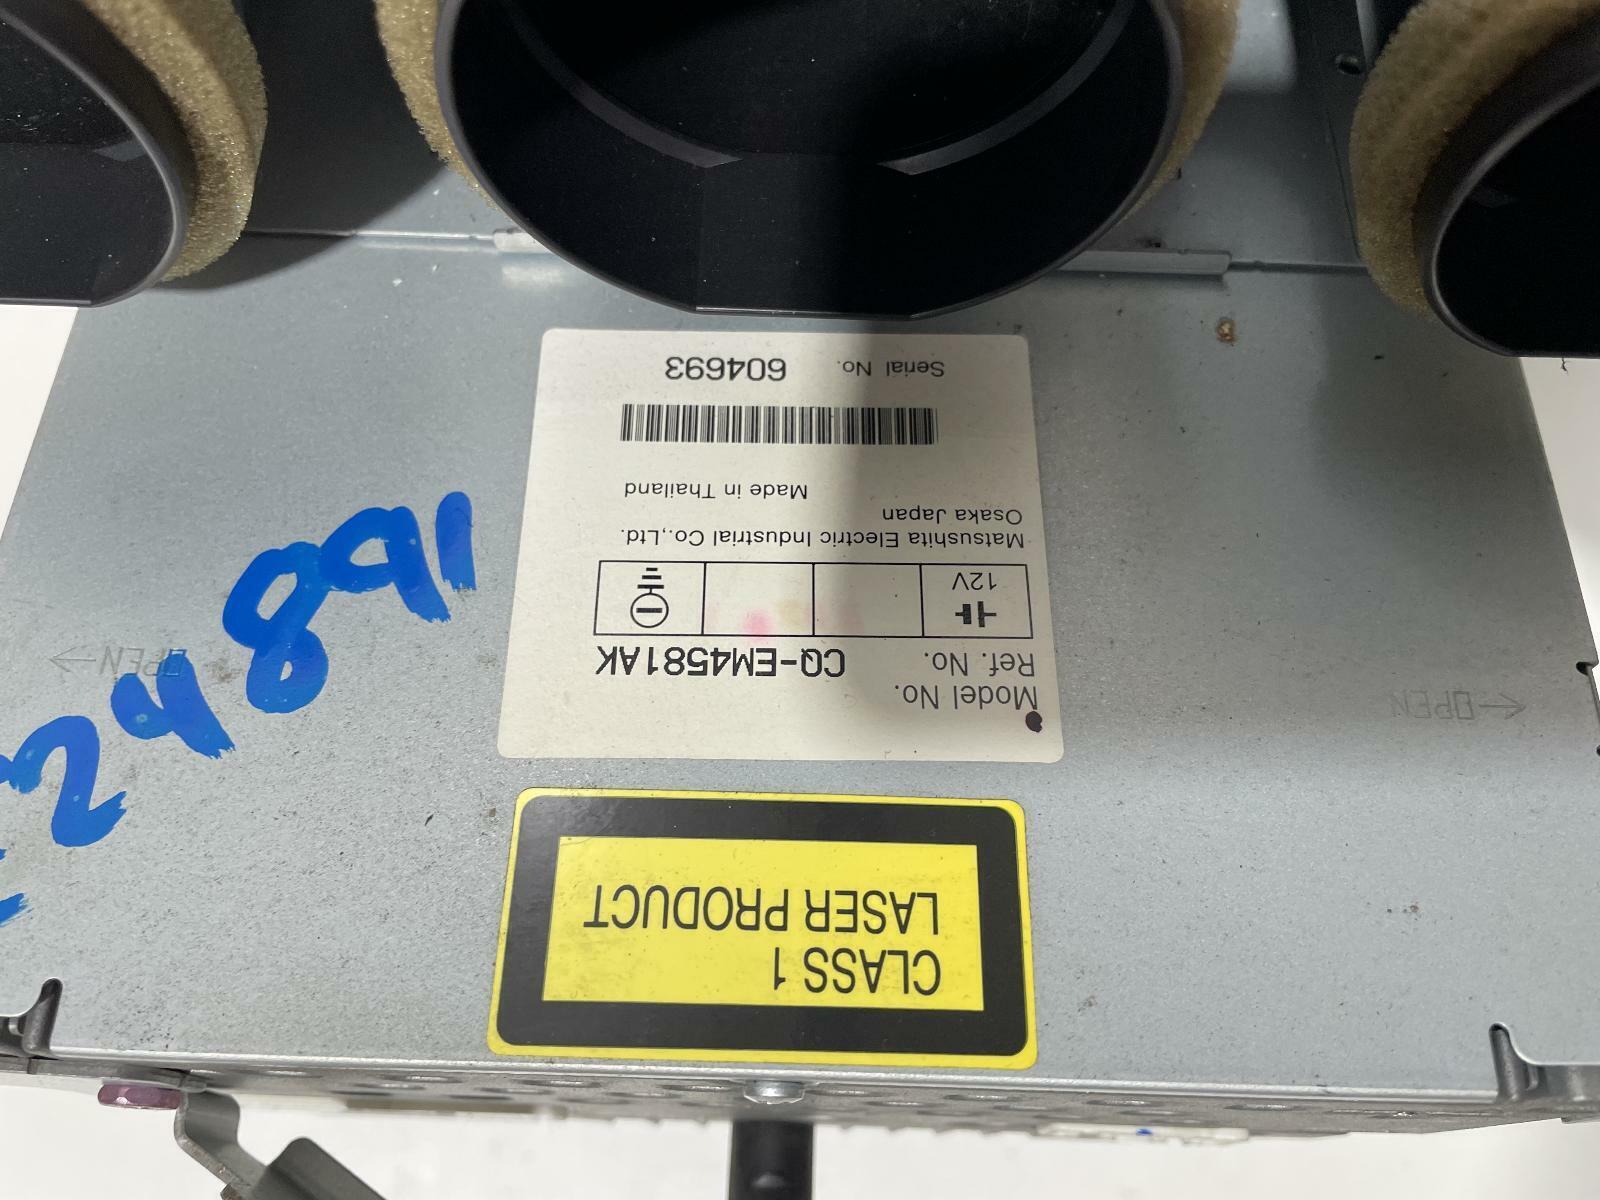 CLASS 1
LASER PRODUCT
Model No.
Ref. No. CQ-EM4581AK
12V
Matsushita Electric Industrial Co.,Ltd.
Osaka Japan
Made in Thailand
Serial No. 604693
OPEN
OPEN